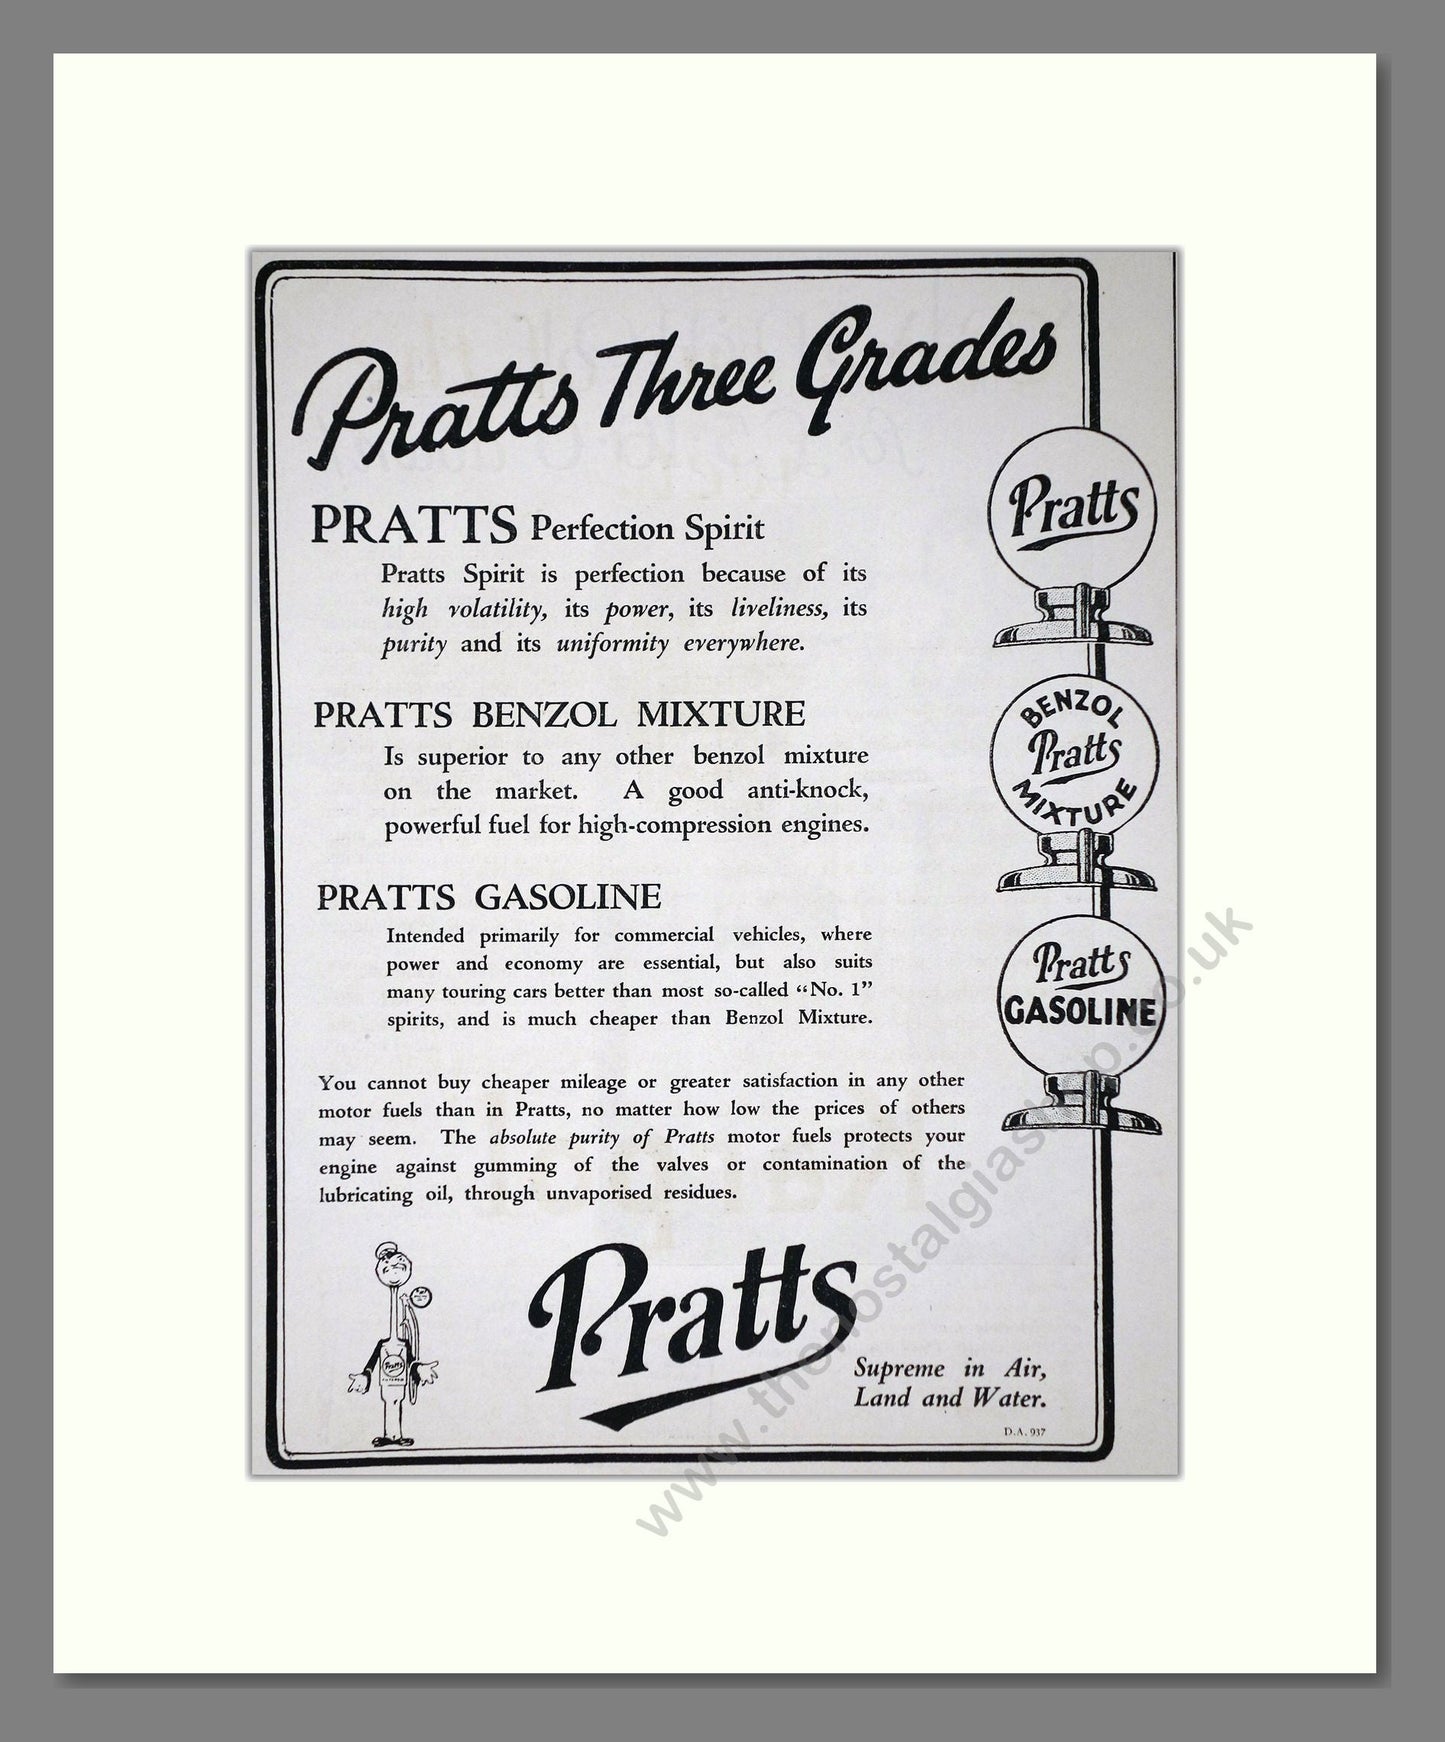 Pratts Three Grades
PRATTS Perfection Spirit
Pratts Spirit is perfection because of its
high volatility, its power, its liveliness, its
purity and its uniformity everywhere.
PRATTS BENZOL MIXTURE
Is superior to any other benzol mixture
on the market. A good anti-knock,
powerful fuel for high-compression engines.
PRATTS GASOLINE
Intended primarily for commercial vehicles, where
power and economy are essential, but also suits
many touring cars better than most so-called “No. 1”
spirits, and is much cheaper than Benzol Mixture.
You cannot buy cheaper mileage or greater satisfaction in any other
motor fuels than in Pratts, no matter how low the prices of others
may seem. The absolute purity of Pratts motor fuels protects your
engine against gumming of the valves or contamination of the
lubricating oil, through unvaporised residues.
Pratts
BENZOL
Pratts
MIXTURE
Pratts
GASOLINE
Pratts
Pratts
Supreme in Air,
Land and Water.
D.A. 937
www.thenostalgiashop.co.uk